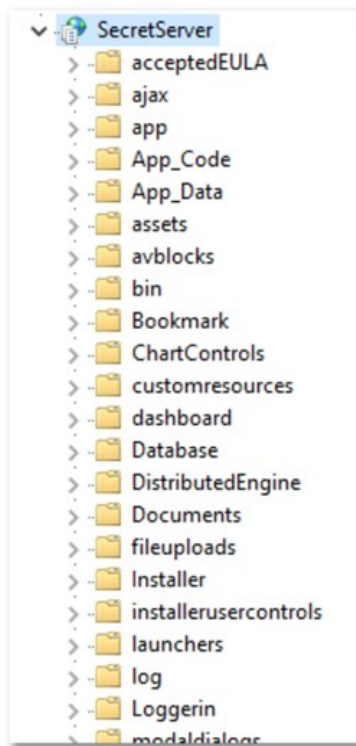 SecretServer
acceptedEULA
ajax
app
App_Code
App_Data
assets
avblocks
bin
Bookmark
ChartControls
customresources
dashboard
Database
DistributedEngine
Documents
fileuploads
Installer
installerusercontrols
launchers
log
Loggerin
modaldialogs